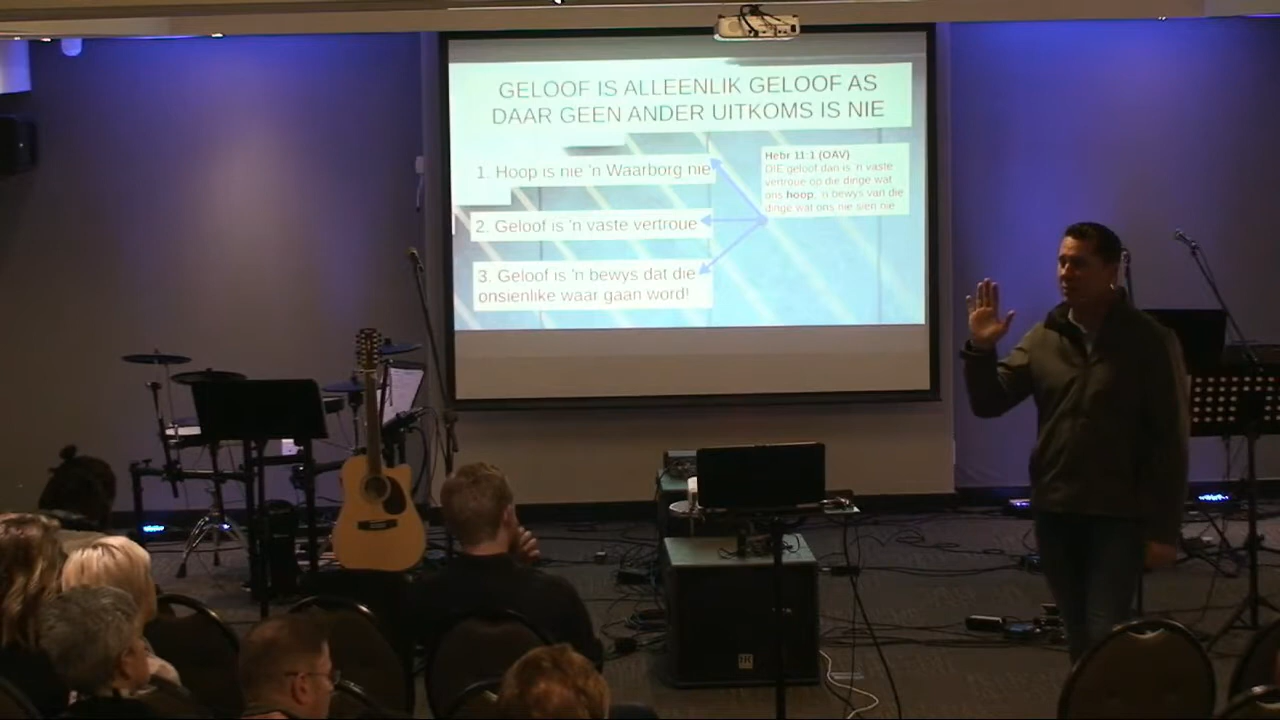 GELOOF IS ALLEENLIK GELOOF AS
DAAR GEEN ANDER UITKOMS IS NIE
1. Hoop is nie 'n Waarborg nie
2. Geloof is 'n vaste vertroue
3. Geloof is 'n bewys dat die
onsienlike waar gaan word!
Hebr 11:1 (OAV)
DIE geloof dan is 'n vaste
vertroue op die dinge wat
ons hoop, 'n bewys van die
dinge wat ons nie sien nie